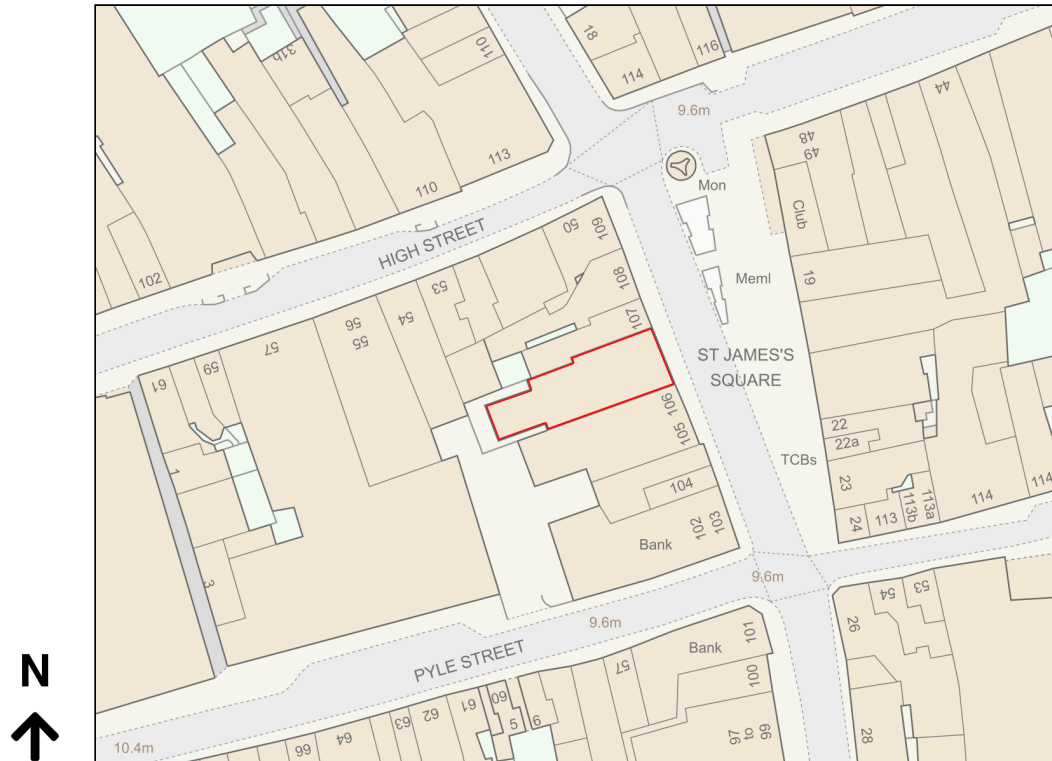 31b
110
18
116
114
9.6m
44
113
48
49
Mon
110
Club
HIGH STREET
50
109
102
53
108
Meml
19
54
107
56
55
57
ST JAMES'S
SQUARE
59
61
106
105
22
22a
TCBs
1
104
23
113a
113b
114
114
103
102
24
113
Bank
3
9.6m
54
53
9.6m
101
26
57
Bank
PYLE STREET
100
60
61
5
6
62
63
64
66
99
to
97
28
10.4m
N